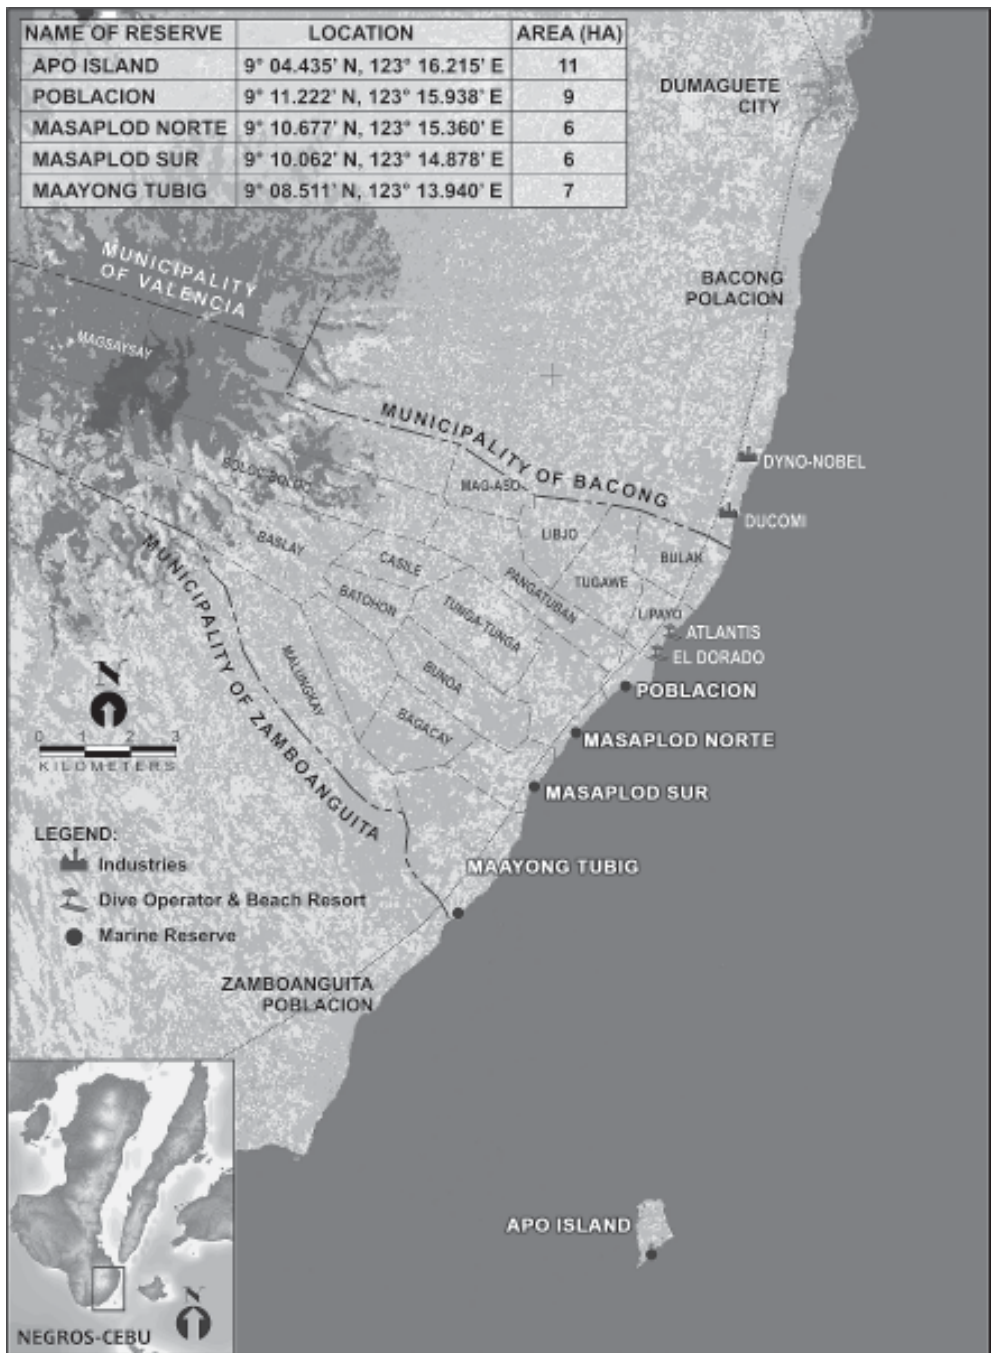 NAME OF RESERVE LOCATION AREA (HA)
APO ISLAND 9° 04.435' N, 123° 16.215' E 11
POBLACION 9° 11.222' N, 123° 15.938' E 9
MASAPLOD NORTE 9° 10.677' N, 123° 15.360' E 6
MASAPLOD SUR 9° 10.062' N, 123° 14.878' E 6
MAAYONG TUBIG 9° 08.511' N, 123° 13.940' E 7
DUMAGUETE
CITY
MUNICIPALITY
OF VALENCIA
BACONG
POLACION
MAGSAYSAY
MUNICIPALITY OF BACONG
DYNO-NOBEL
BOLOC-BOLOC
MAG-ASO
DUCOMI
LIBJO
BASLAY
CASILE
BULAK
PANGATUBAN
TUGAWE
BATOHON
TUNGA-TUNGA
LIPAYO
ATLANTIS
EL DORADO
MUNICIPALITY OF ZAMBOANGUITA
MALUNGKAY
BUNOA
POBLACION
BAGACAY
N
0 1 2 3
KILOMETERS
MASAPLOD NORTE
MASAPLOD SUR
LEGEND:
Industries
Dive Operator & Beach Resort
Marine Reserve
MAAYONG TUBIG
ZAMBOANGUITA
POBLACION
APO ISLAND
N
NEGROS-CEBU